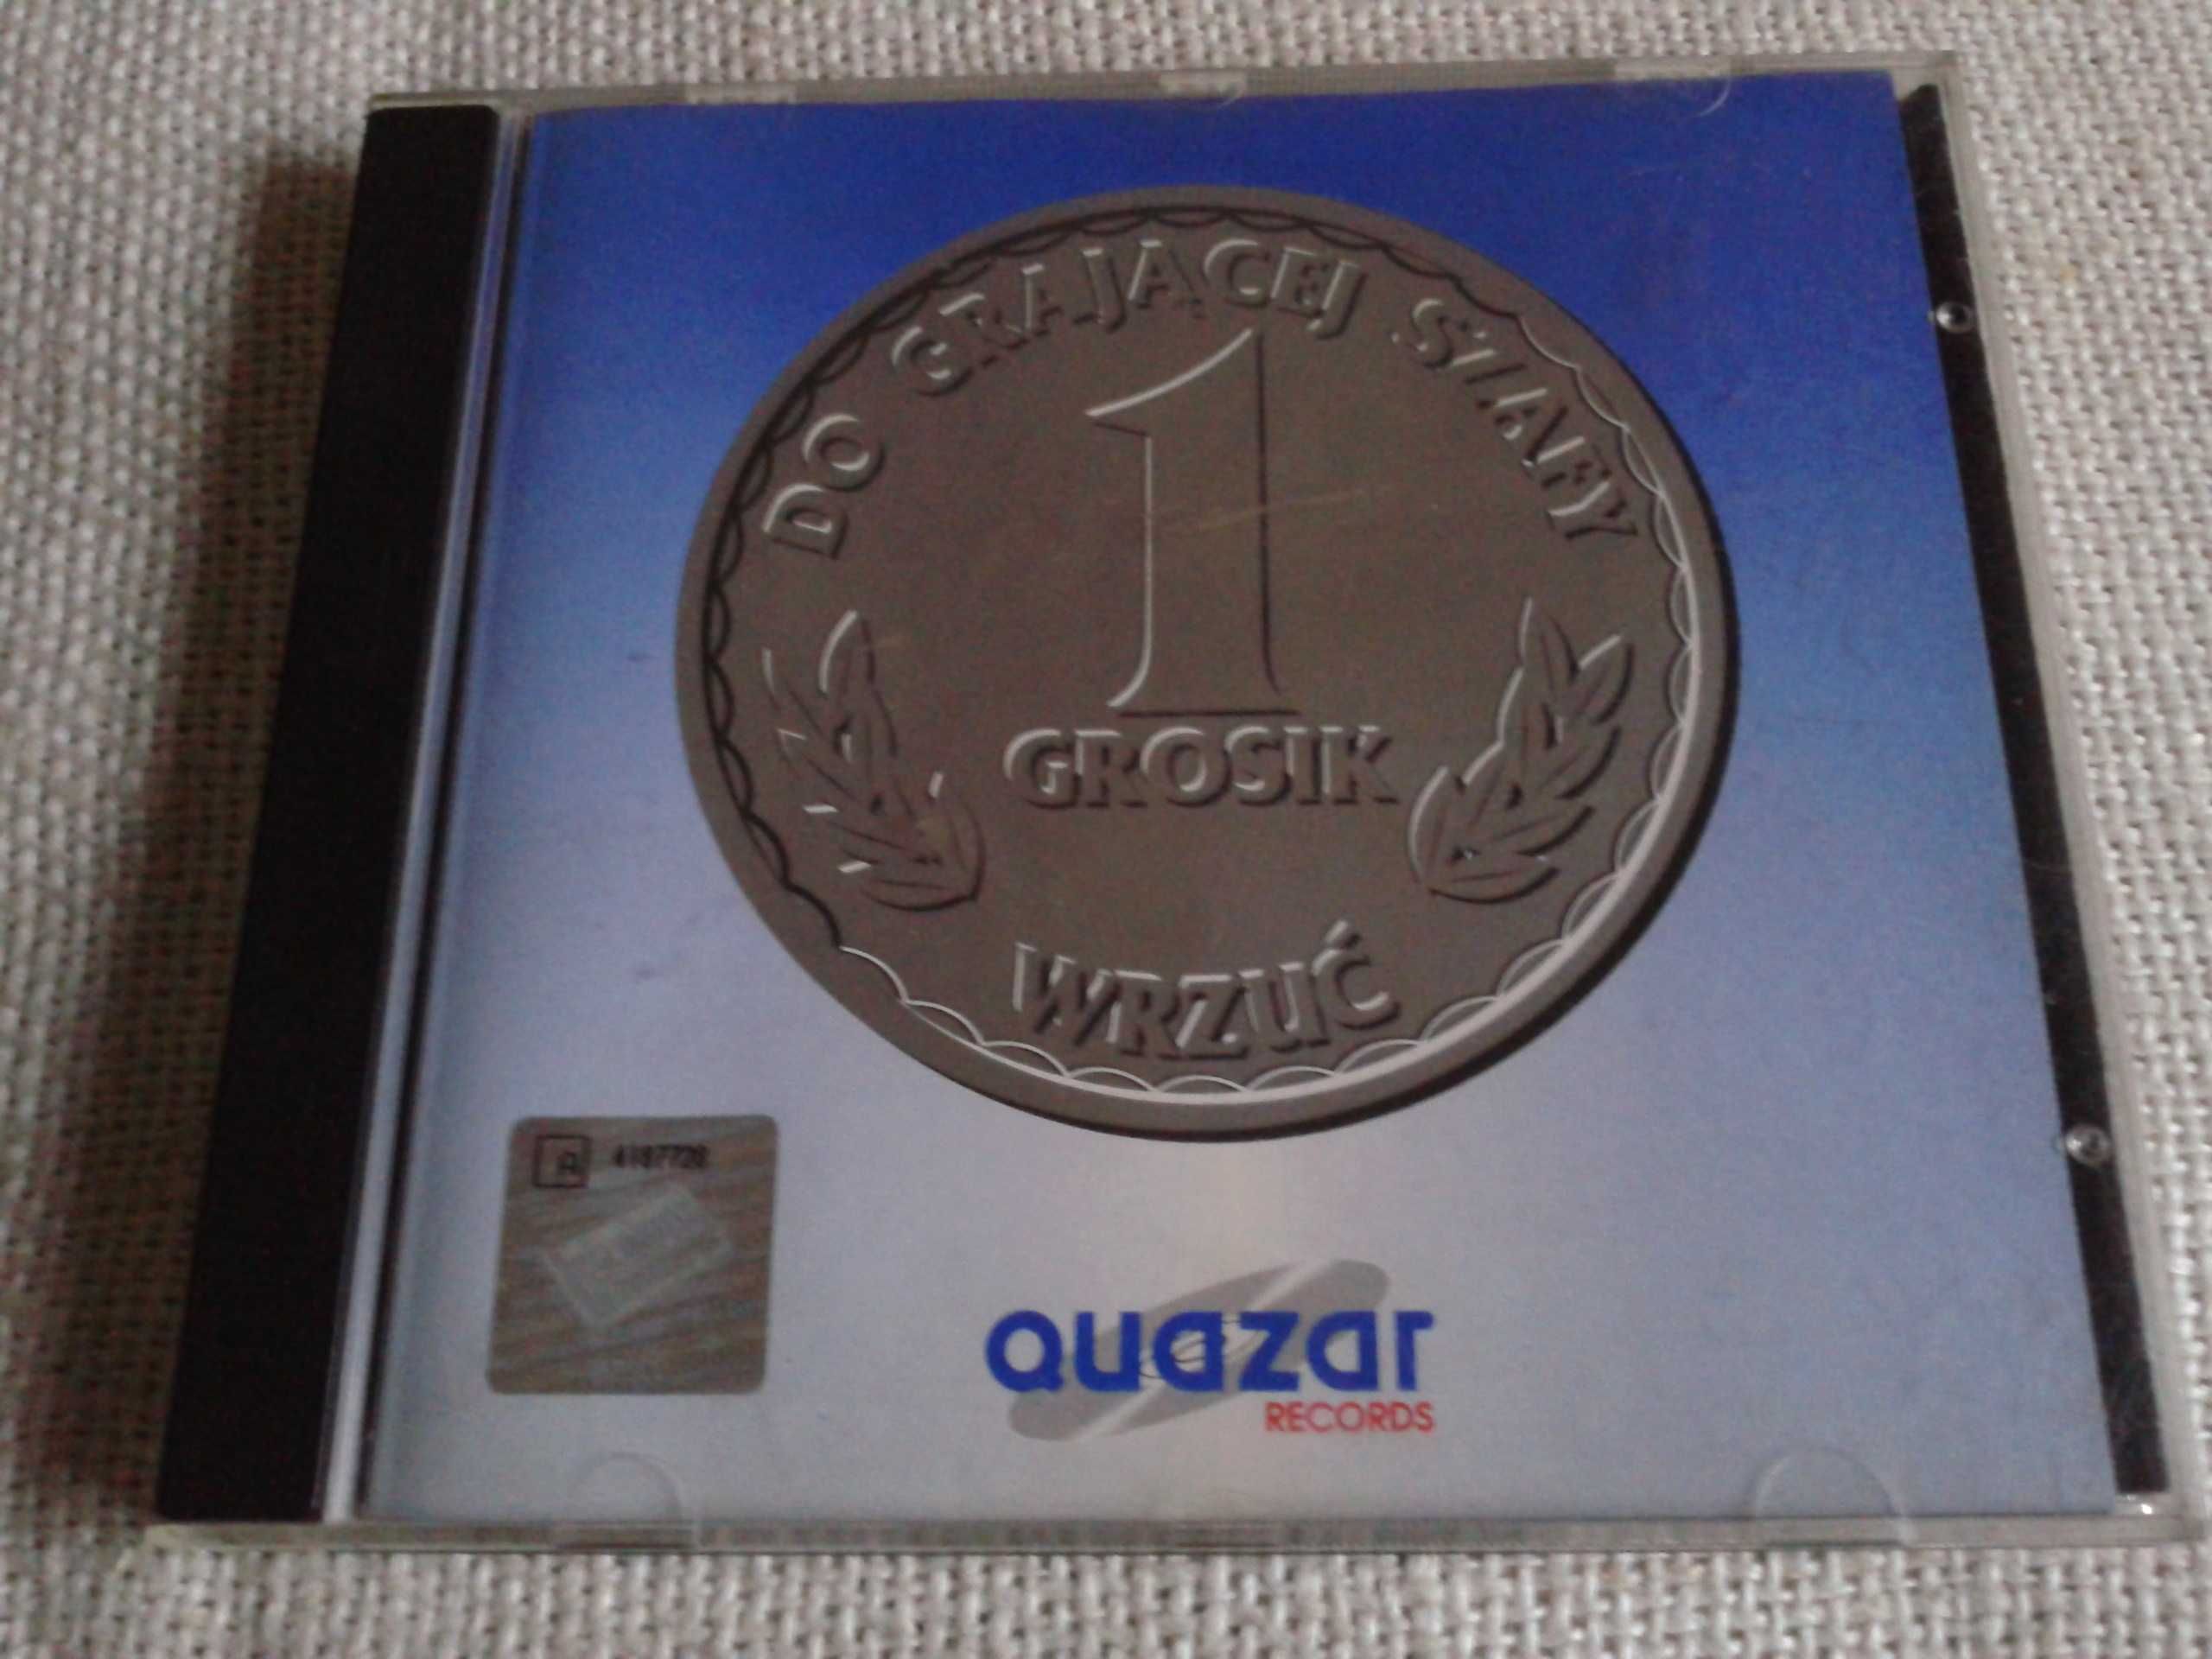 DO GRAJĄCEJ SZAFY
1
GROSIK
WRZUĆ
A
quazar
RECORDS